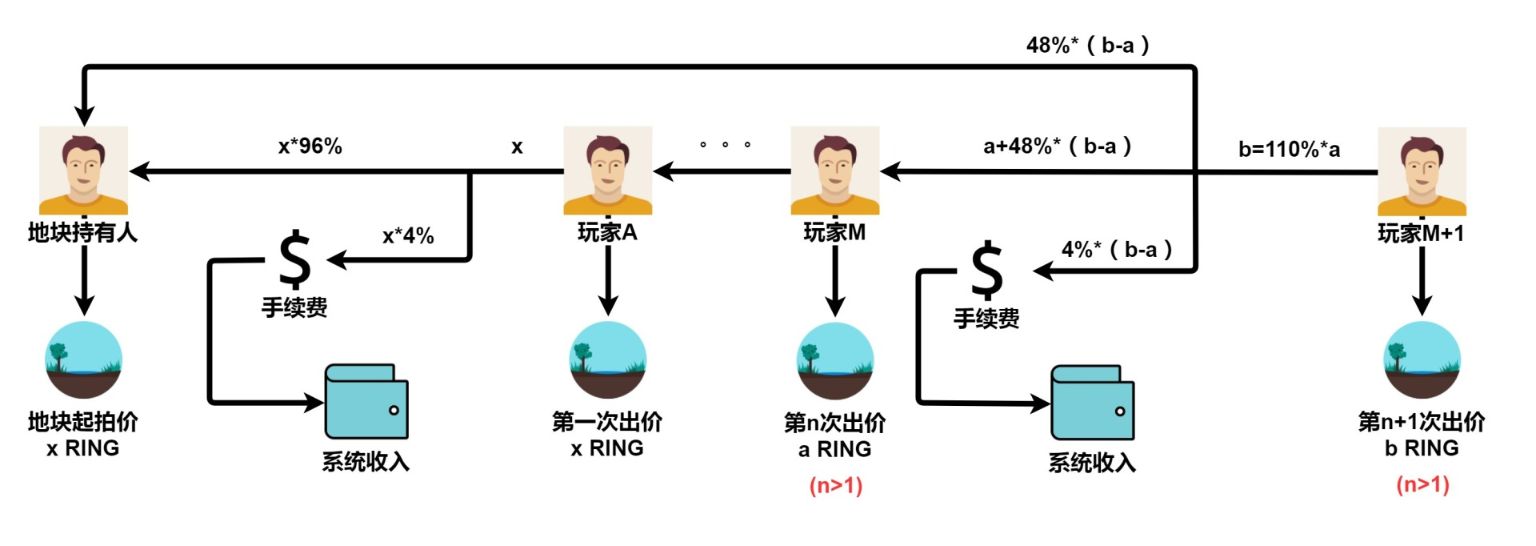 48%*（b-a）
x*96%
x
。。。
a+48%*（b-a）
b=110%*a
地块持有人
玩家A
玩家M
玩家M+1
x*4%
4%*（b-a）
$
手续费
$
手续费
地块起拍价
x RING
第一次出价
x RING
第n次出价
a RING
(n>1)
第n+1次出价
b RING
(n>1)
系统收入
系统收入